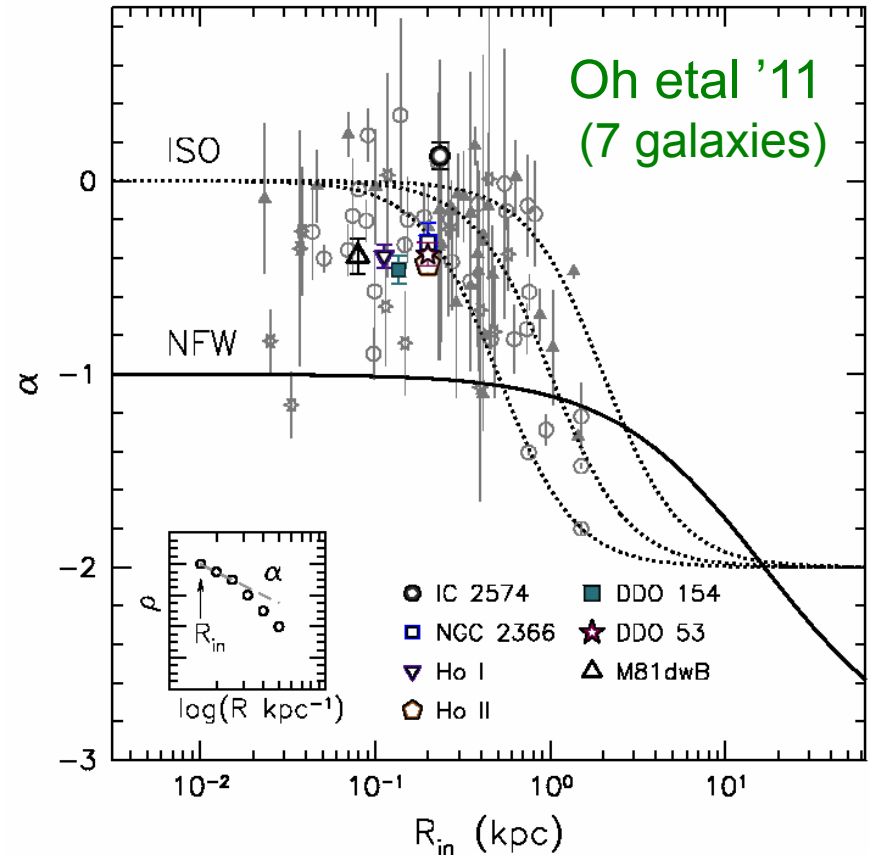 Oh etal ’11
(7 galaxies)
ISO
0
NFW
−1
α
−2
−3
ρ
α
R_in
log(R kpc⁻¹)
IC 2574
NGC 2366
Ho I
Ho II
DDO 154
DDO 53
M81dwB
10⁻² 10⁻¹ 10⁰ 10¹
R_in (kpc)